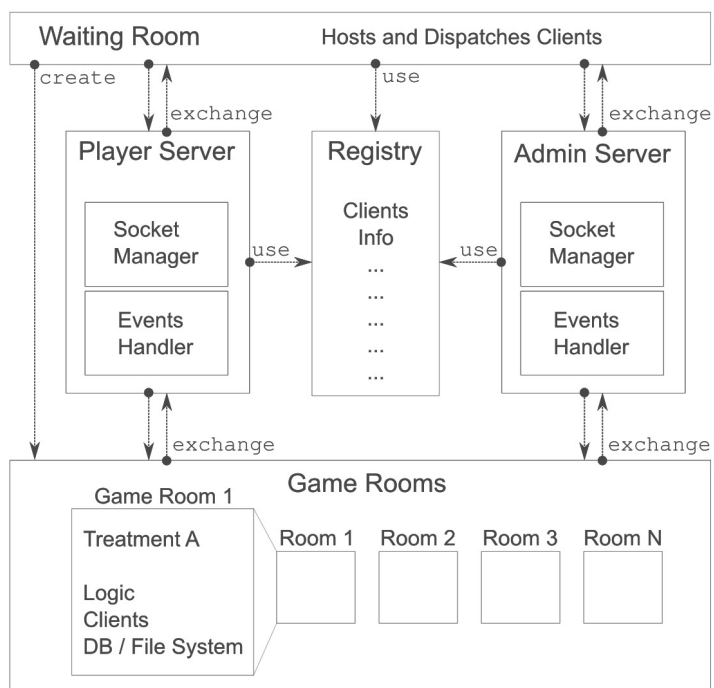 Waiting Room
Hosts and Dispatches Clients
create
exchange
use
exchange
Player Server
Registry
Admin Server
Socket
Manager
Events
Handler
use
Clients
Info
...
...
...
...
...
use
Socket
Manager
Events
Handler
exchange
exchange
Game Rooms
Game Room 1
Treatment A
Logic
Clients
DB / File System
Room 1
Room 2
Room 3
Room N